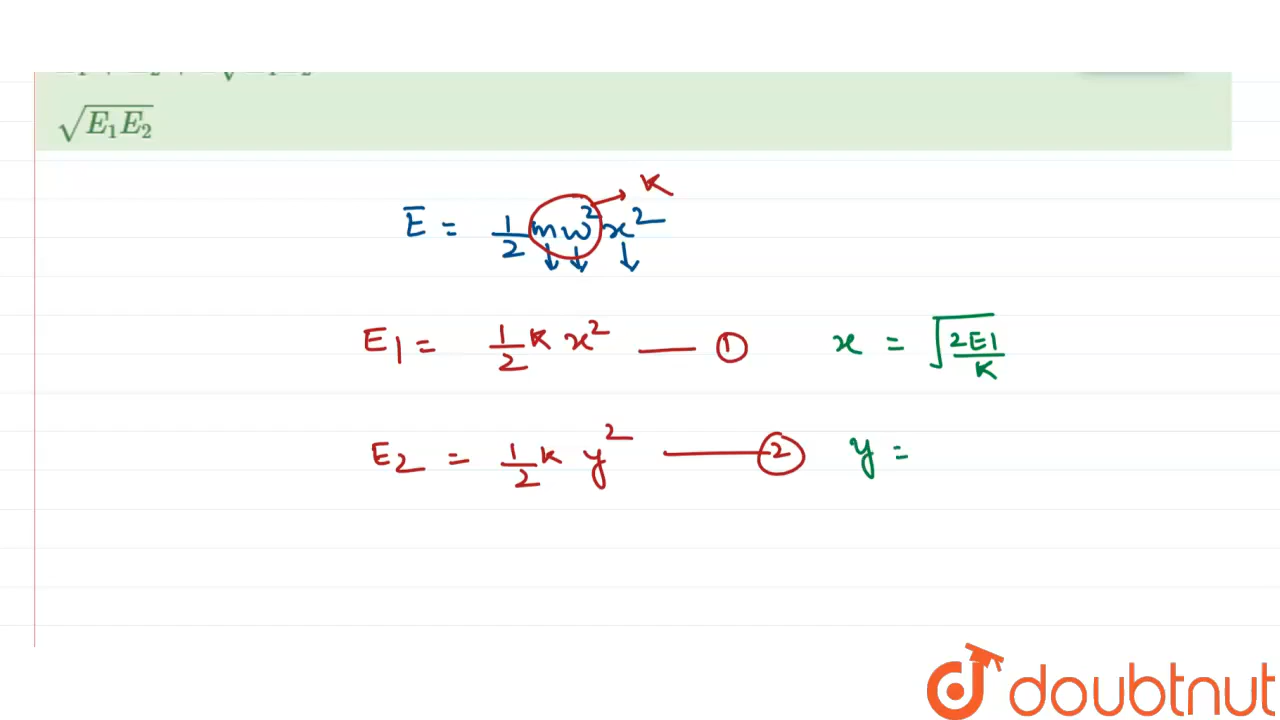 √E₁E₂
K
E = 1/2 mω² x²
E1 = 1/2 K x² —— ① x = √(2E1/K)
E2 = 1/2 K y² —— ② y =
doubtnut